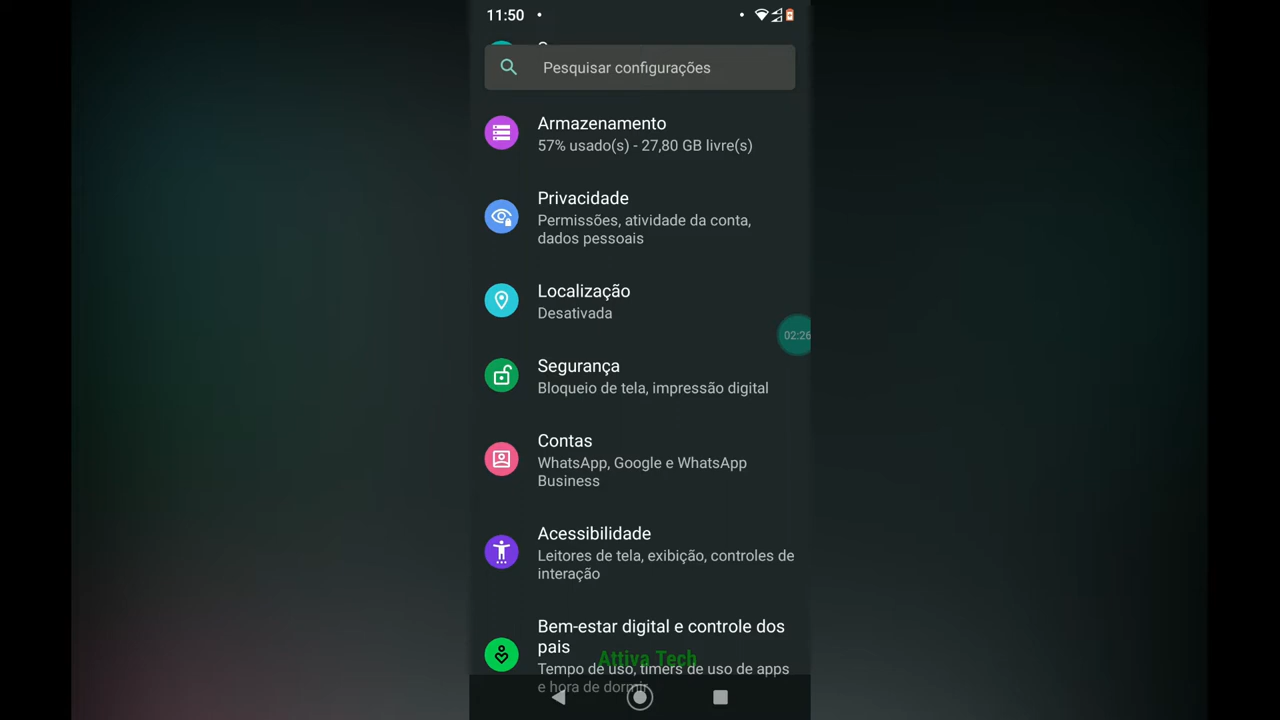 11:50
Pesquisar configurações
Armazenamento
57% usado(s) - 27,80 GB livre(s)
Privacidade
Permissões, atividade da conta,
dados pessoais
Localização
Desativada
02:26
Segurança
Bloqueio de tela, impressão digital
Contas
WhatsApp, Google e WhatsApp
Business
Acessibilidade
Leitores de tela, exibição, controles de
interação
Bem-estar digital e controle dos
pais
Attiva Tech
Tempo de uso, timers de uso de apps
e hora de dormir